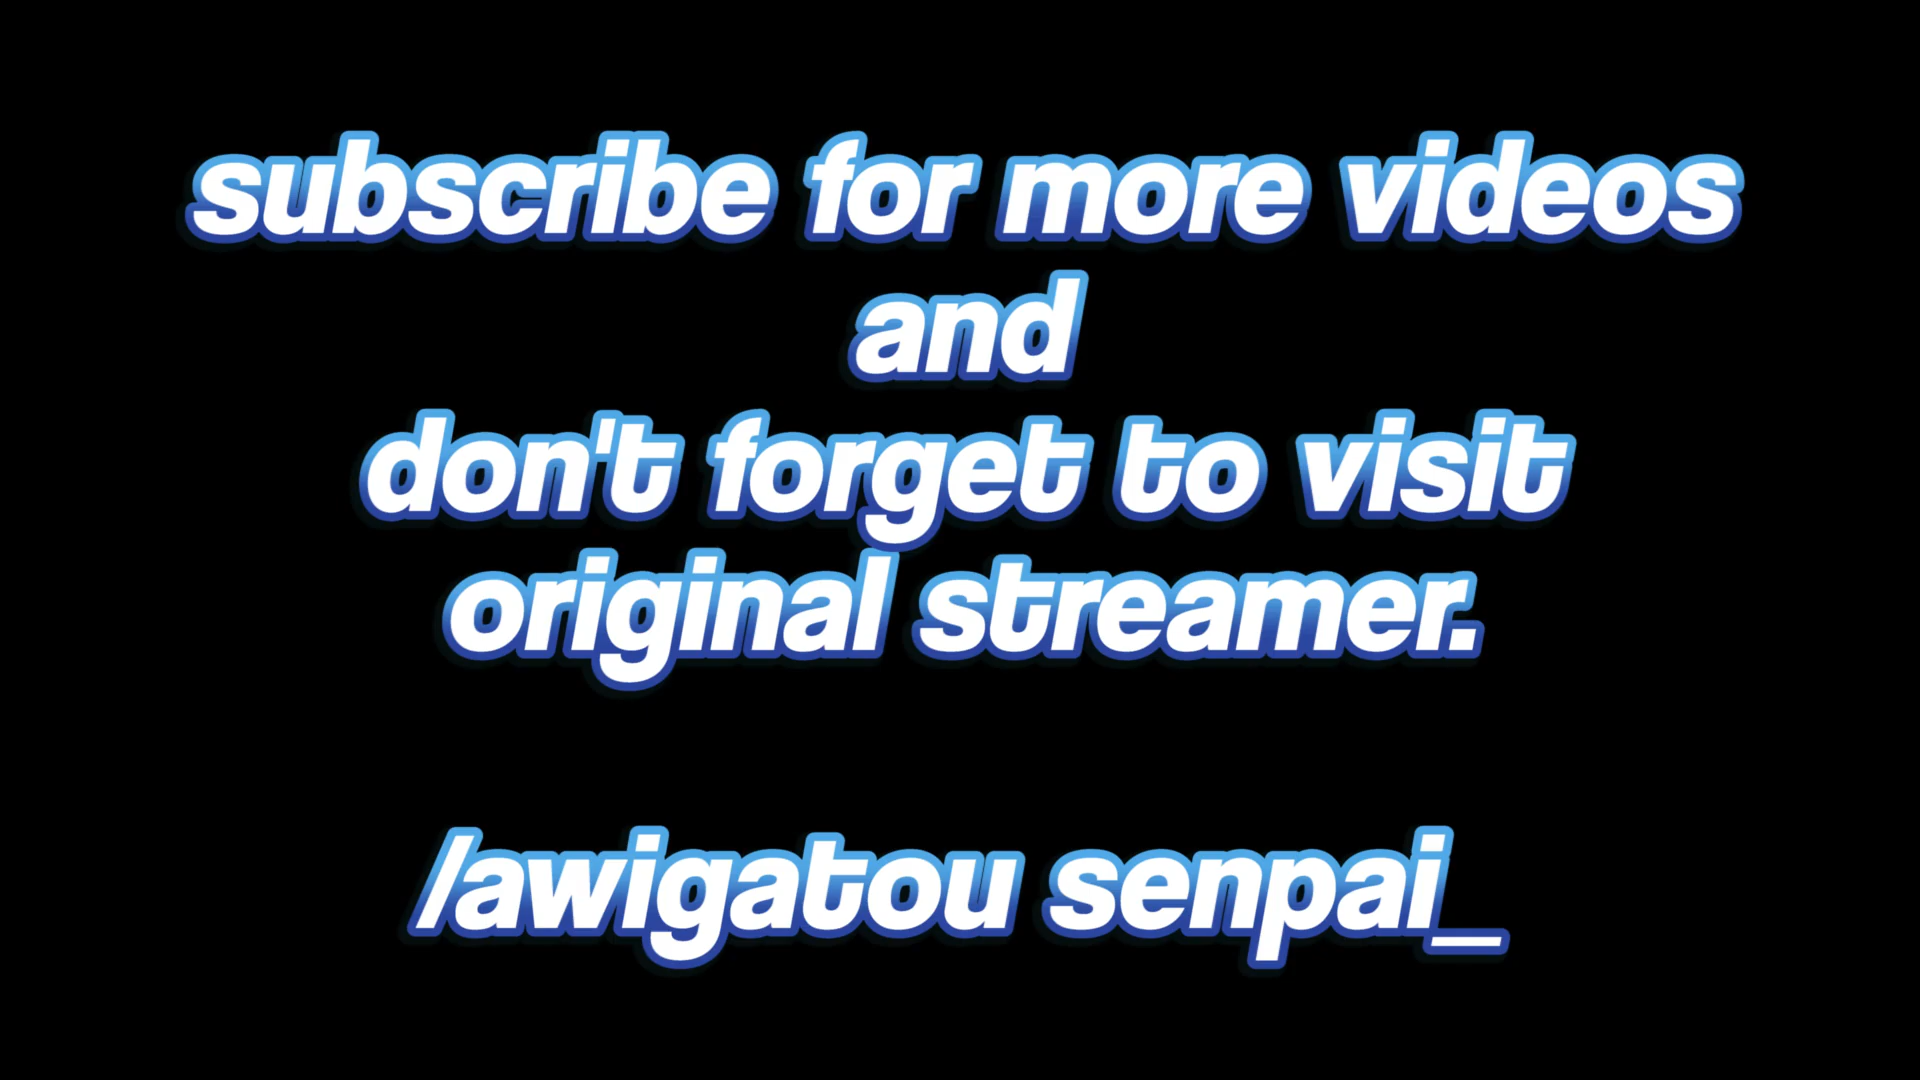 subscribe for more videos
and
don't forget to visit
original streamer.
/awigatou senpai_